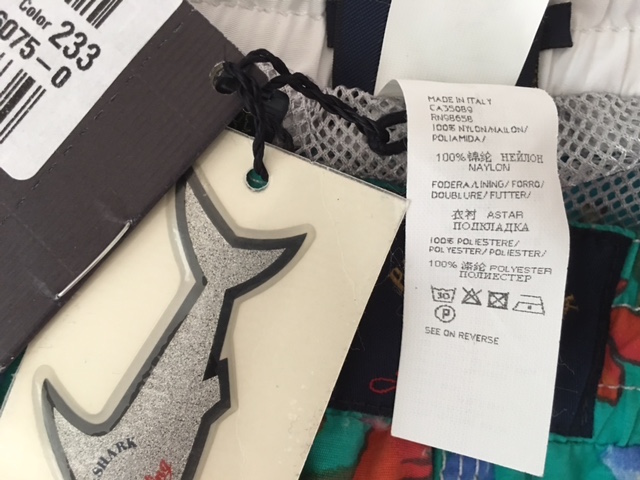 Color 233
6075-0
MADE IN ITALY
CA35089
RN98658
100% NYLON/NAILON/
POLIAMIDA/
100%锦纶 НЕЙЛОН
NAYLON
FODERA/LINING/FORRO/
DOUBLURE/FUTTER/
衣衬 ASTAR
ПОДКЛАДКА
100% POLIESTERE/
POLYESTER/POLIESTER/
100% 涤纶 POLYESTER
ПОЛИЕСТЕР
30
P
SEE ON REVERSE
SHARK